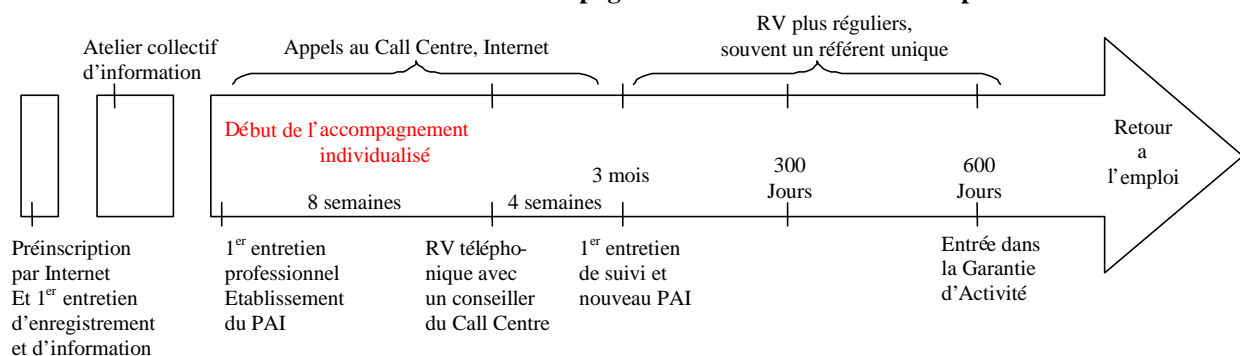 Atelier collectif
d'information
Appels au Call Centre, Internet
RV plus réguliers,
souvent un référent unique
Début de l'accompagnement
individualisé
8 semaines
4 semaines
3 mois
300
Jours
600
Jours
Retour
a
l'emploi
Préinscription
par Internet
Et 1er entretien
d'enregistrement
et d'information
1er entretien
professionnel
Etablissement
du PAI
RV télépho-
nique avec
un conseiller
du Call Centre
1er entretien
de suivi et
nouveau PAI
Entrée dans
la Garantie
d'Activité